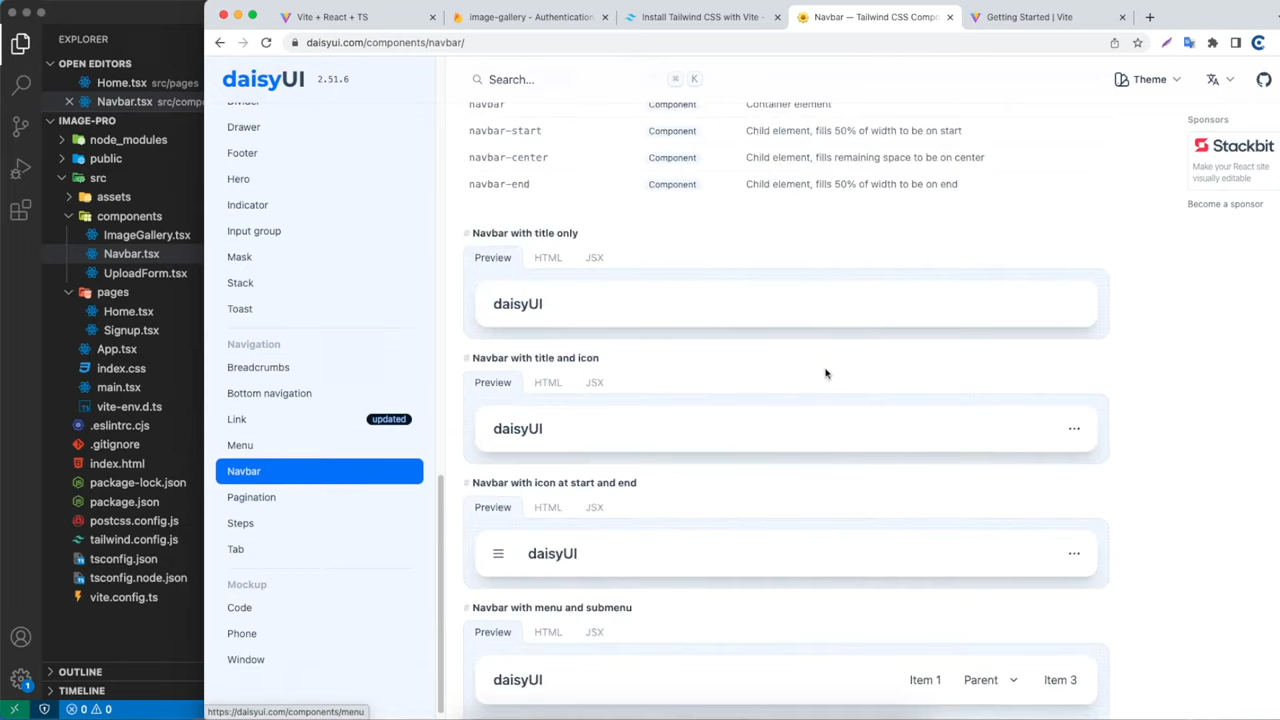 EXPLORER
OPEN EDITORS
Home.tsx src/pages
Navbar.tsx src/compo
IMAGE-PRO
node_modules
public
src
assets
components
ImageGallery.tsx
Navbar.tsx
UploadForm.tsx
pages
Home.tsx
Signup.tsx
App.tsx
index.css
main.tsx
vite-env.d.ts
.eslintrc.cjs
.gitignore
index.html
package-lock.json
package.json
postcss.config.js
tailwind.config.js
tsconfig.json
tsconfig.node.json
vite.config.ts
OUTLINE
TIMELINE
1
0 0
Vite + React + TS
image-gallery - Authentication
Install Tailwind CSS with Vite -
Navbar — Tailwind CSS Compo
Getting Started | Vite
daisyui.com/components/navbar/
daisyUI 2.51.6
Search...
⌘ K
Theme
Divider
Drawer
Footer
Hero
Indicator
Input group
Mask
Stack
Toast
Navigation
Breadcrumbs
Bottom navigation
Link updated
Menu
Navbar
Pagination
Steps
Tab
Mockup
Code
Phone
Window
https://daisyui.com/components/menu
navbar Component Container element
navbar-start Component Child element, fills 50% of width to be on start
navbar-center Component Child element, fills remaining space to be on center
navbar-end Component Child element, fills 50% of width to be on end
# Navbar with title only
Preview HTML JSX
daisyUI
# Navbar with title and icon
Preview HTML JSX
daisyUI
# Navbar with icon at start and end
Preview HTML JSX
daisyUI
# Navbar with menu and submenu
Preview HTML JSX
daisyUI Item 1 Parent Item 3
Sponsors
Stackbit
Make your React site
visually editable
Become a sponsor